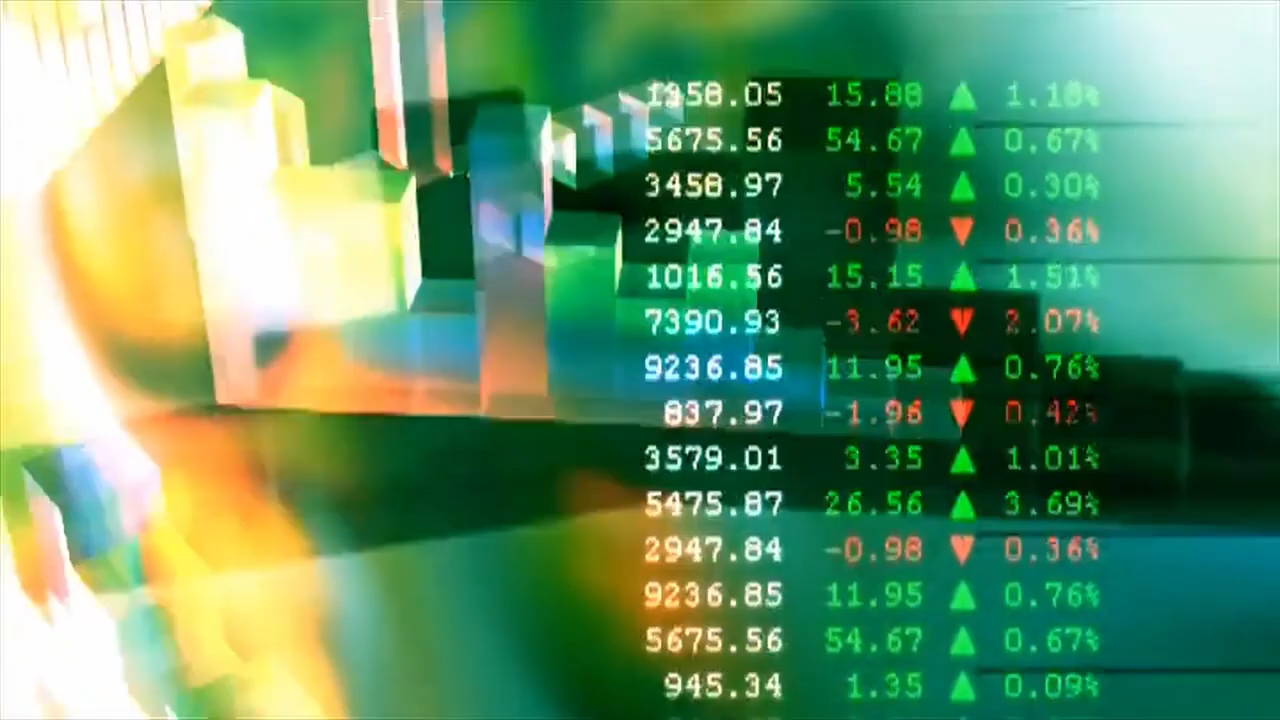 1358.05 15.88 ▲ 1.18%
5675.56 54.67 ▲ 0.67%
3458.97 5.54 ▲ 0.30%
2947.84 -0.98 ▼ 0.36%
1016.56 15.15 ▲ 1.51%
7390.93 -3.62 ▼ 2.07%
9236.85 11.95 ▲ 0.76%
837.97 -1.96 ▼ 0.42%
3579.01 3.35 ▲ 1.01%
5475.87 26.56 ▲ 3.69%
2947.84 -0.98 ▼ 0.36%
9236.85 11.95 ▲ 0.76%
5675.56 54.67 ▲ 0.67%
945.34 1.35 ▲ 0.09%